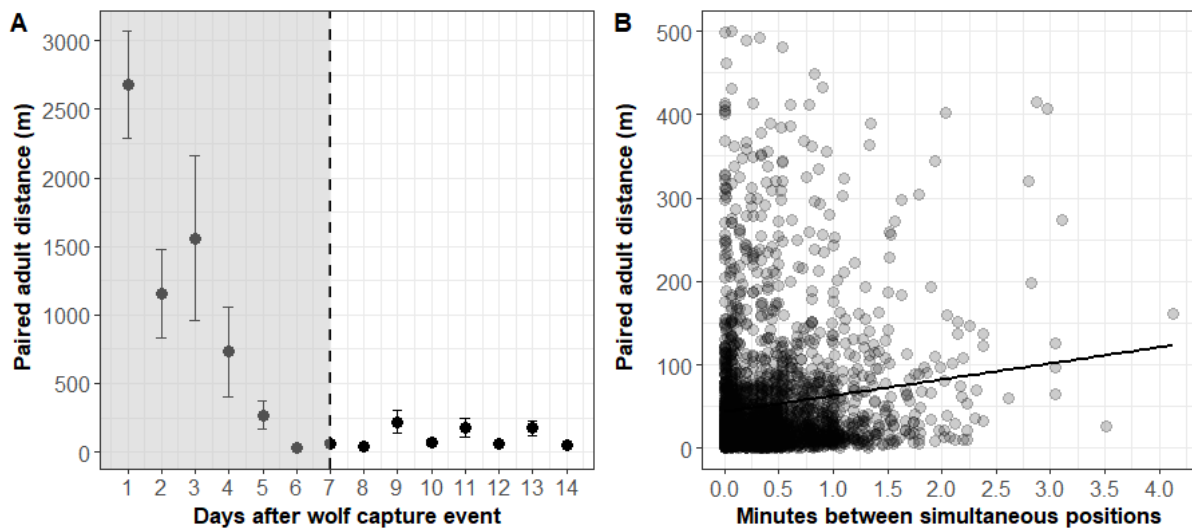 A
Paired adult distance (m)
3000
2500
2000
1500
1000
500
0
1 2 3 4 5 6 7 8 9 10 11 12 13 14
Days after wolf capture event
B
Paired adult distance (m)
500
400
300
200
100
0
0.0 0.5 1.0 1.5 2.0 2.5 3.0 3.5 4.0
Minutes between simultaneous positions